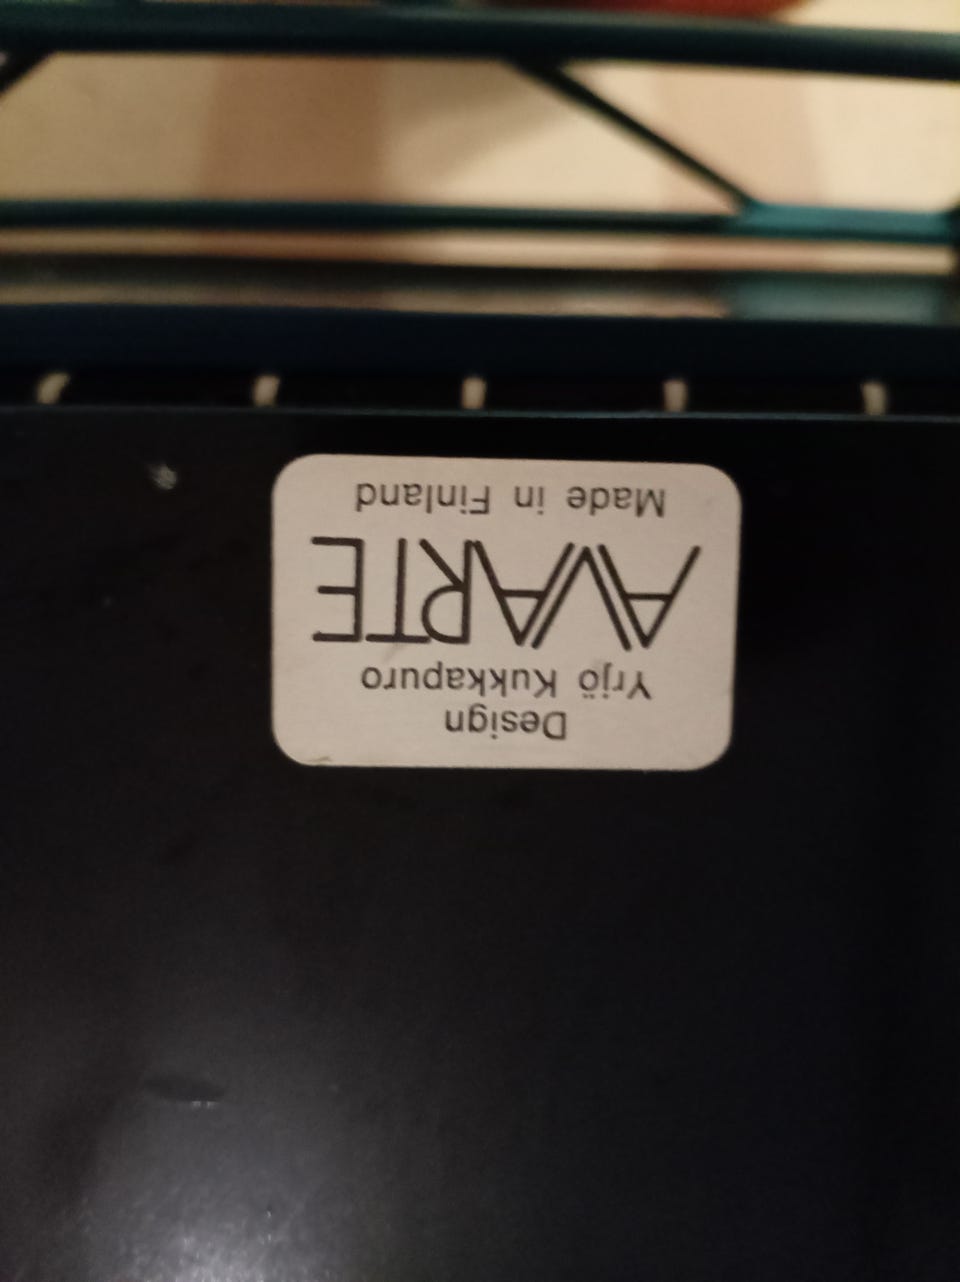 Design
Yrjö Kukkapuro
AVARTE
Made in Finland